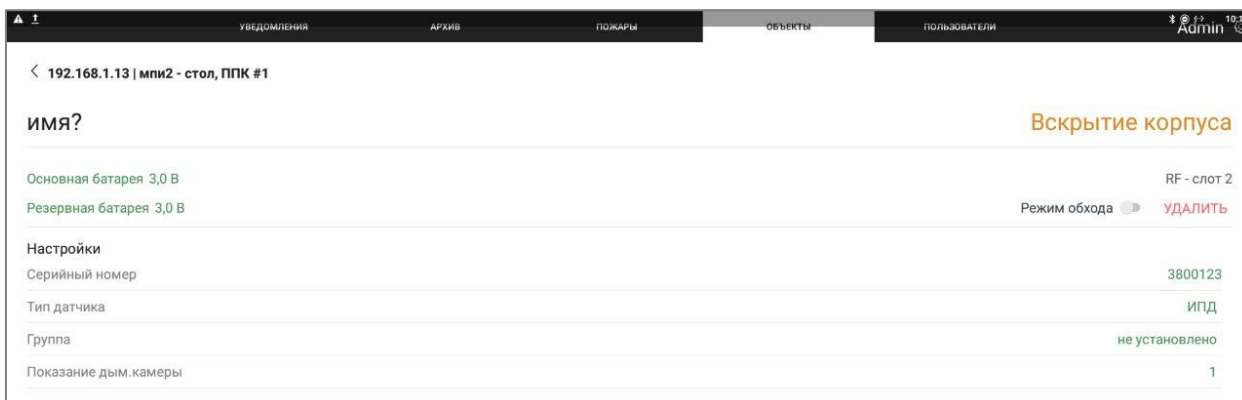 УВЕДОМЛЕНИЯ АРХИВ ПОЖАРЫ ОБЪЕКТЫ ПОЛЬЗОВАТЕЛИ Admin
192.168.1.13 | мпи2 - стол, ППК #1
имя? Вскрытие корпуса
Основная батарея 3,0 В RF - слот 2
Резервная батарея 3,0 В Режим обхода УДАЛИТЬ
Настройки
Серийный номер 3800123
Тип датчика ИПД
Группа не установлено
Показание дым.камеры 1